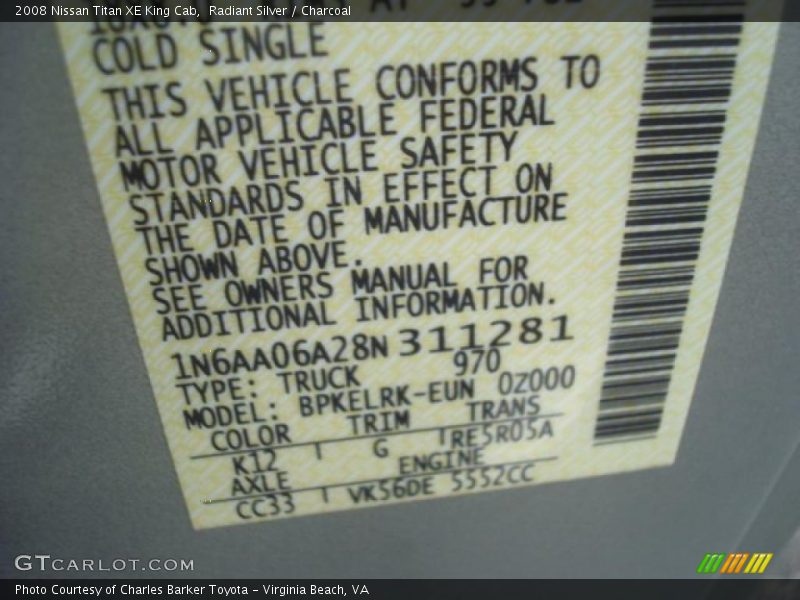 2008 Nissan Titan XE King Cab, Radiant Silver / Charcoal
COLD SINGLE
THIS VEHICLE CONFORMS TO
ALL APPLICABLE FEDERAL
MOTOR VEHICLE SAFETY
STANDARDS IN EFFECT ON
THE DATE OF MANUFACTURE
SHOWN ABOVE.
SEE OWNERS MANUAL FOR
ADDITIONAL INFORMATION.
1N6AA06A28N 311281
TYPE: TRUCK 970
MODEL: BPKELRK-EUN 0Z000
COLOR TRIM TRANS
K12 G RE5R05A
AXLE ENGINE
CC33 VK56DE 5552CC
GTCARLOT.COM
Photo Courtesy of Charles Barker Toyota – Virginia Beach, VA